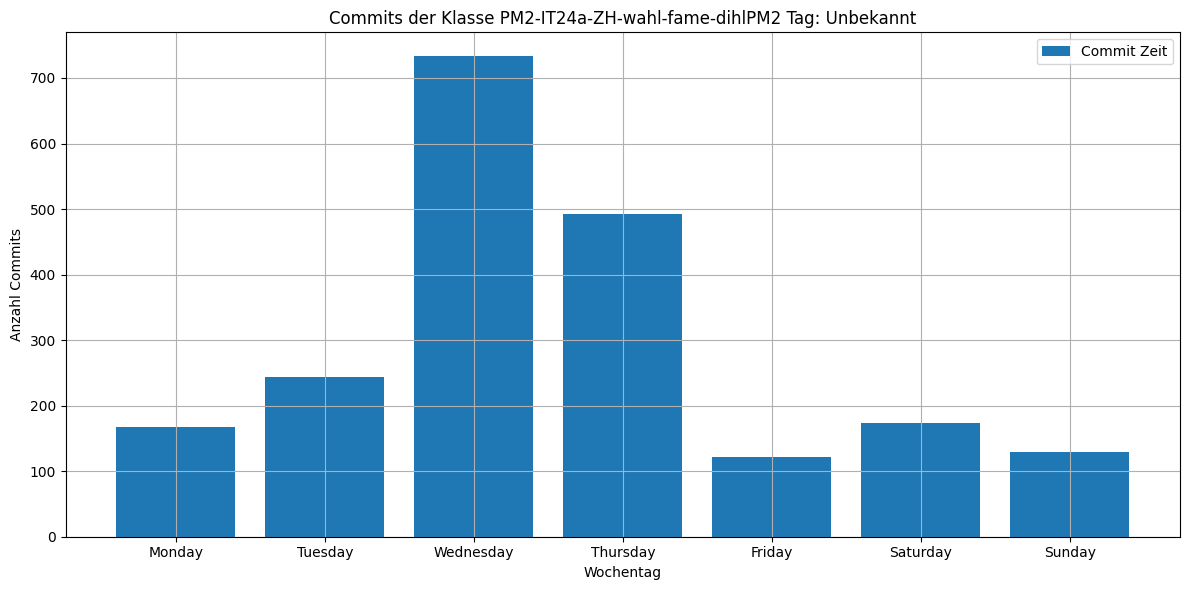 Commits der Klasse PM2-IT24a-ZH-wahl-fame-dihlPM2 Tag: Unbekannt
Commit Zeit
Anzahl Commits
700
600
500
400
300
200
100
0
Monday Tuesday Wednesday Thursday Friday Saturday Sunday
Wochentag